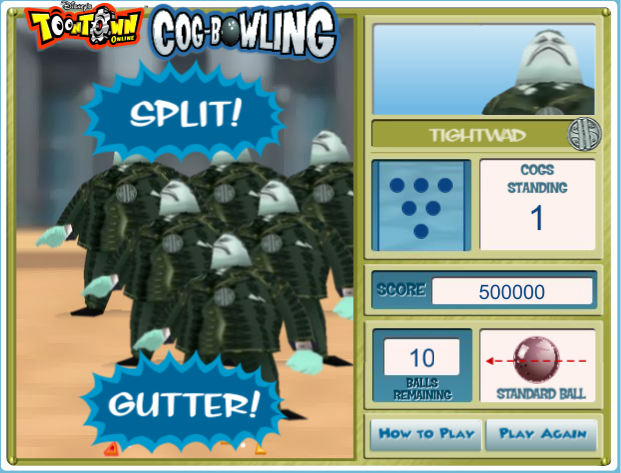 Disney's
TOONTOWN
ONLINE
COG-BOWLING
SPLIT!
TIGHTWAD
COGS
STANDING
1
SCORE
500000
10
BALLS
REMAINING
STANDARD BALL
GUTTER!
HOW TO PLAY
PLAY AGAIN